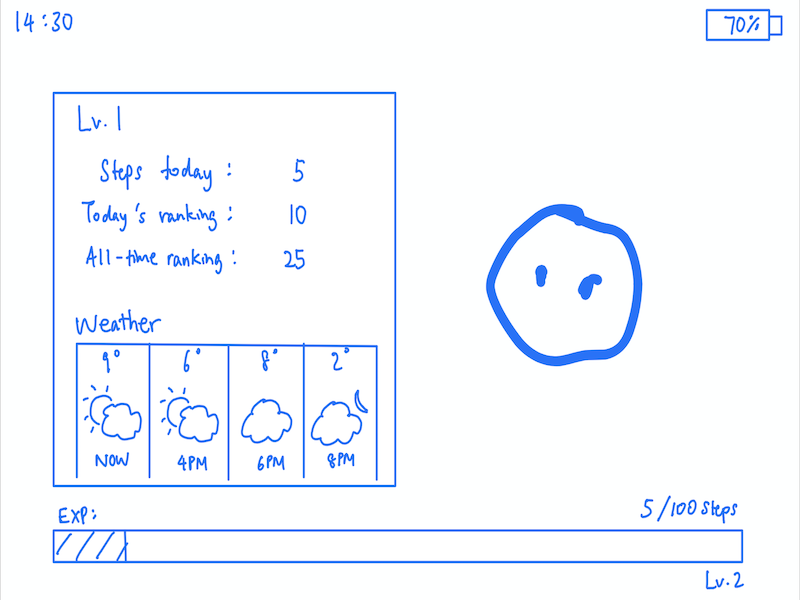 14:30
70%
Lv.1
Steps today: 5
Today's ranking: 10
All-time ranking: 25
Weather
9° 6° 8° 2°
NOW 4PM 6PM 8PM
EXP:
5/100 steps
Lv.2